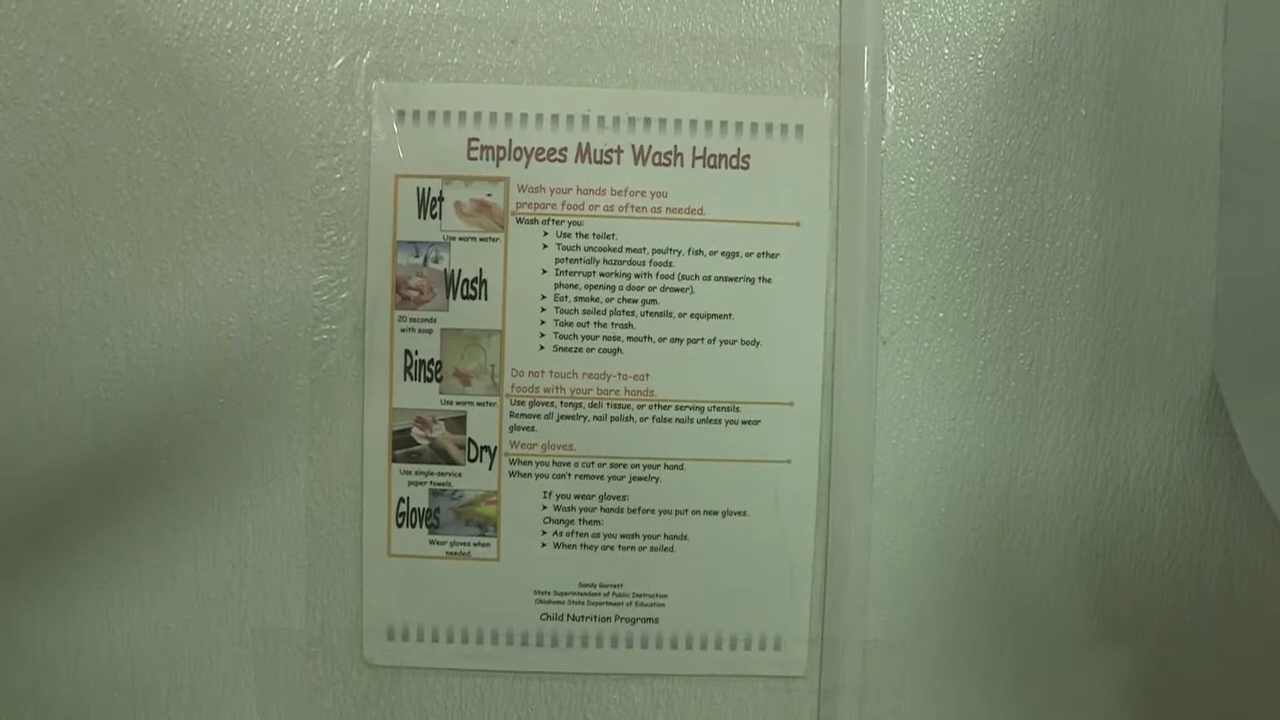 Employees Must Wash Hands
Wet
Use warm water.
Wash
20 seconds
with soap
Rinse
Use warm water.
Dry
Use single-service
paper towels.
Gloves
Wear gloves when
needed.
Wash your hands before you
prepare food or as often as needed.
Wash after you:
➤ Use the toilet.
➤ Touch uncooked meat, poultry, fish, or eggs, or other
potentially hazardous foods.
➤ Interrupt working with food (such as answering the
phone, opening a door or drawer).
➤ Eat, smoke, or chew gum.
➤ Touch soiled plates, utensils, or equipment.
➤ Take out the trash.
➤ Touch your nose, mouth, or any part of your body.
➤ Sneeze or cough.
Do not touch ready-to-eat
foods with your bare hands.
Use gloves, tongs, deli tissue, or other serving utensils.
Remove all jewelry, nail polish, or false nails unless you wear
gloves.
Wear gloves.
When you have a cut or sore on your hand.
When you can't remove your jewelry.
If you wear gloves:
➤ Wash your hands before you put on new gloves.
Change them:
➤ As often as you wash your hands.
➤ When they are torn or soiled.
Sandy Garrett
State Superintendent of Public Instruction
Oklahoma State Department of Education
Child Nutrition Programs